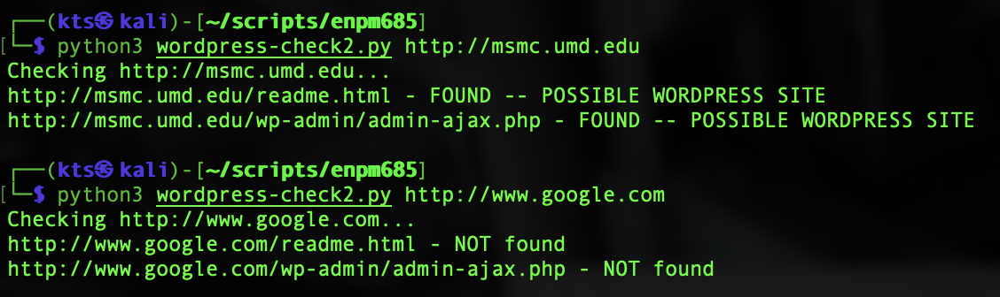 ┌──(kts㉿kali)-[~/scripts/enpm685]
[└─$ python3 wordpress-check2.py http://msmc.umd.edu
Checking http://msmc.umd.edu...
http://msmc.umd.edu/readme.html - FOUND -- POSSIBLE WORDPRESS SITE
http://msmc.umd.edu/wp-admin/admin-ajax.php - FOUND -- POSSIBLE WORDPRESS SITE
┌──(kts㉿kali)-[~/scripts/enpm685]
[└─$ python3 wordpress-check2.py http://www.google.com
Checking http://www.google.com...
http://www.google.com/readme.html - NOT found
http://www.google.com/wp-admin/admin-ajax.php - NOT found